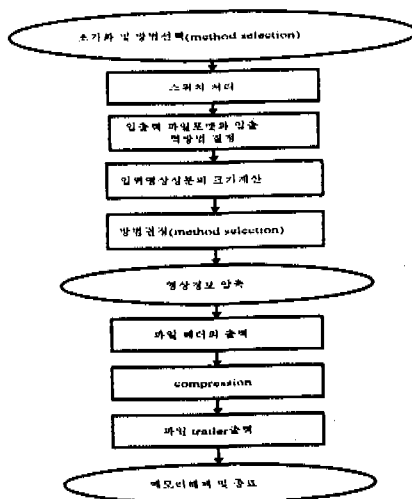 초기화 및 방법선택(method selection)
스위치 처리
입출력 파일포맷와 입출
력방법 결정
입력영상성분의 크기계산
방법결정(method selection)
영상정보 압축
파일 헤더의 출력
compression
파일 trailer출력
메모리해제 및 종료